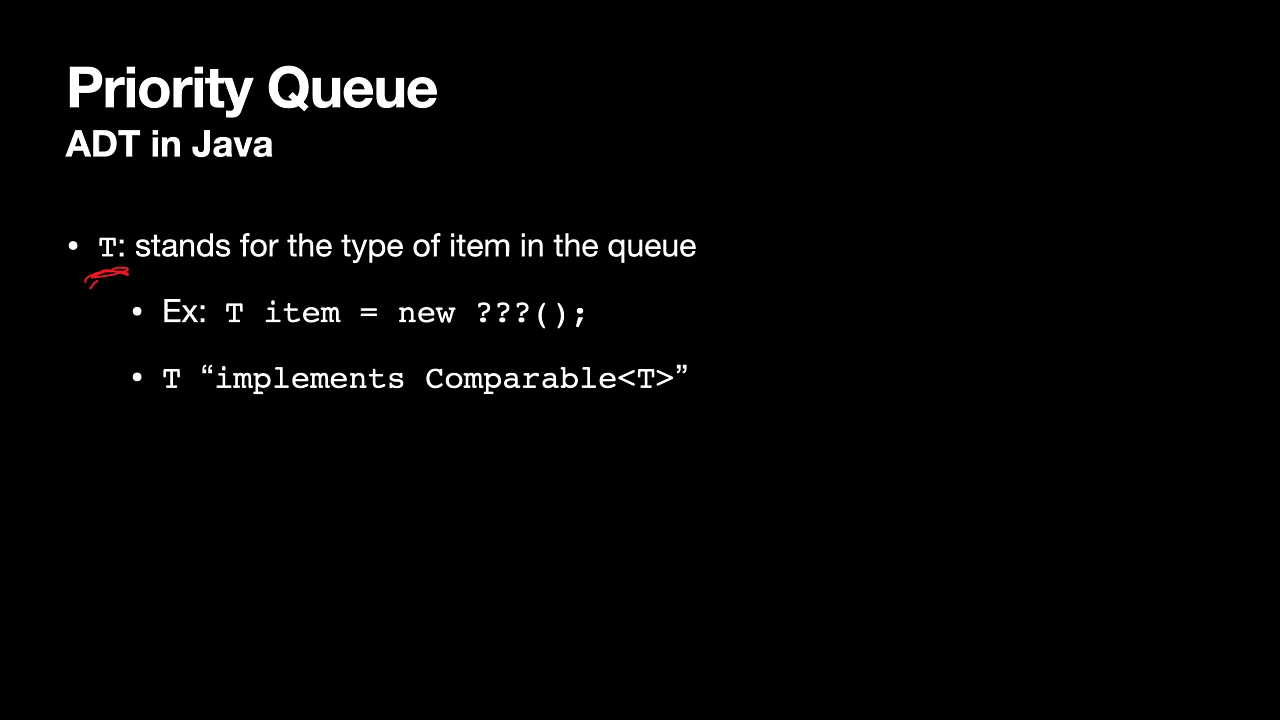 Priority Queue
ADT in Java
• T: stands for the type of item in the queue
• Ex: T item = new ???();
• T “implements Comparable<T>”